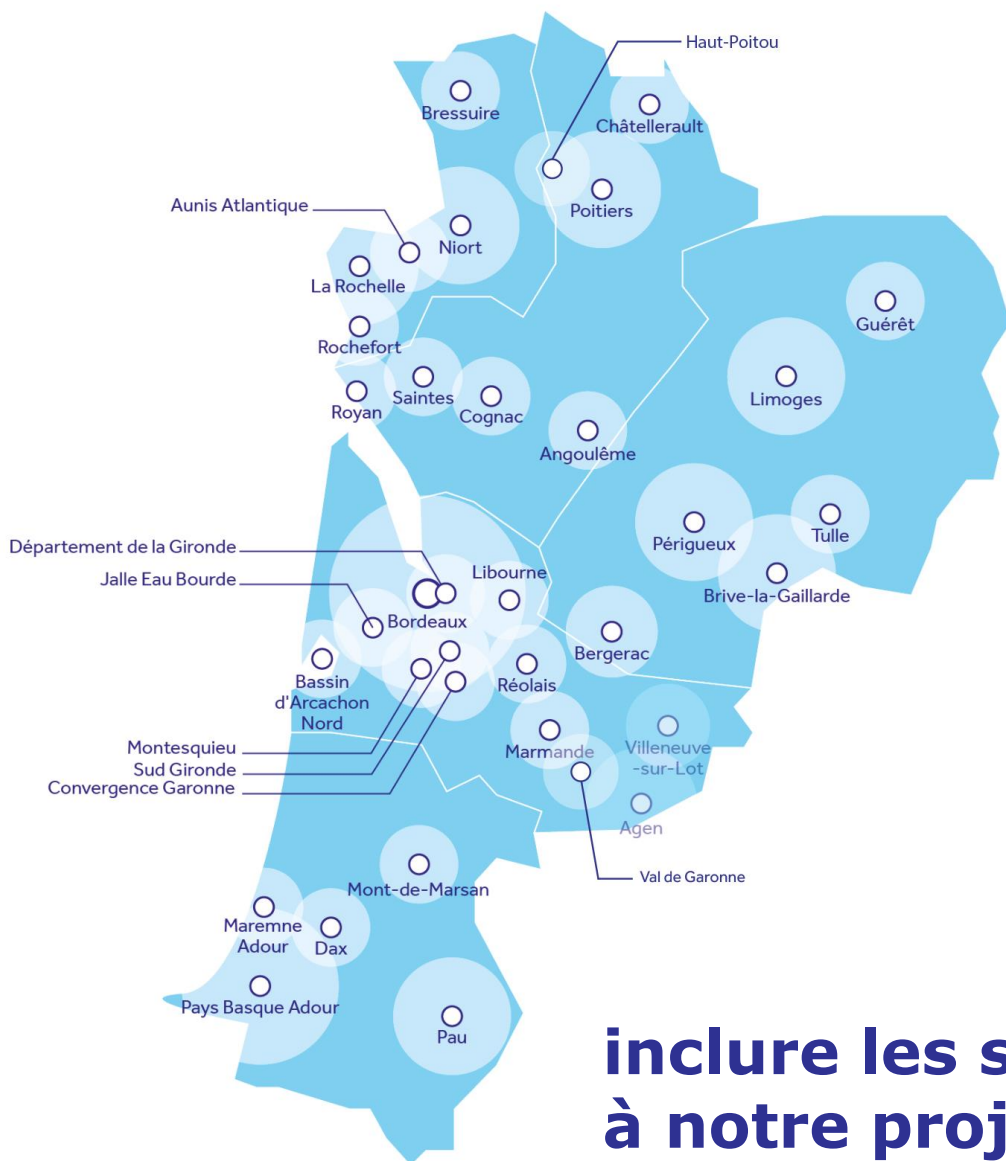 Haut-Poitou
Bressuire
Châtellerault
Aunis Atlantique
Poitiers
Niort
La Rochelle
Guérêt
Rochefort
Saintes
Limoges
Royan
Cognac
Angoulême
Périgueux
Tulle
Département de la Gironde
Libourne
Jalle Eau Bourde
Brive-la-Gaillarde
Bordeaux
Bergerac
Bassin
d'Arcachon
Nord
Réolais
Montesquieu
Marmande
Villeneuve
-sur-Lot
Sud Gironde
Convergence Garonne
Agen
Val de Garonne
Mont-de-Marsan
Maremne
Adour
Dax
Pays Basque Adour
Pau
inclure les s
à notre proj